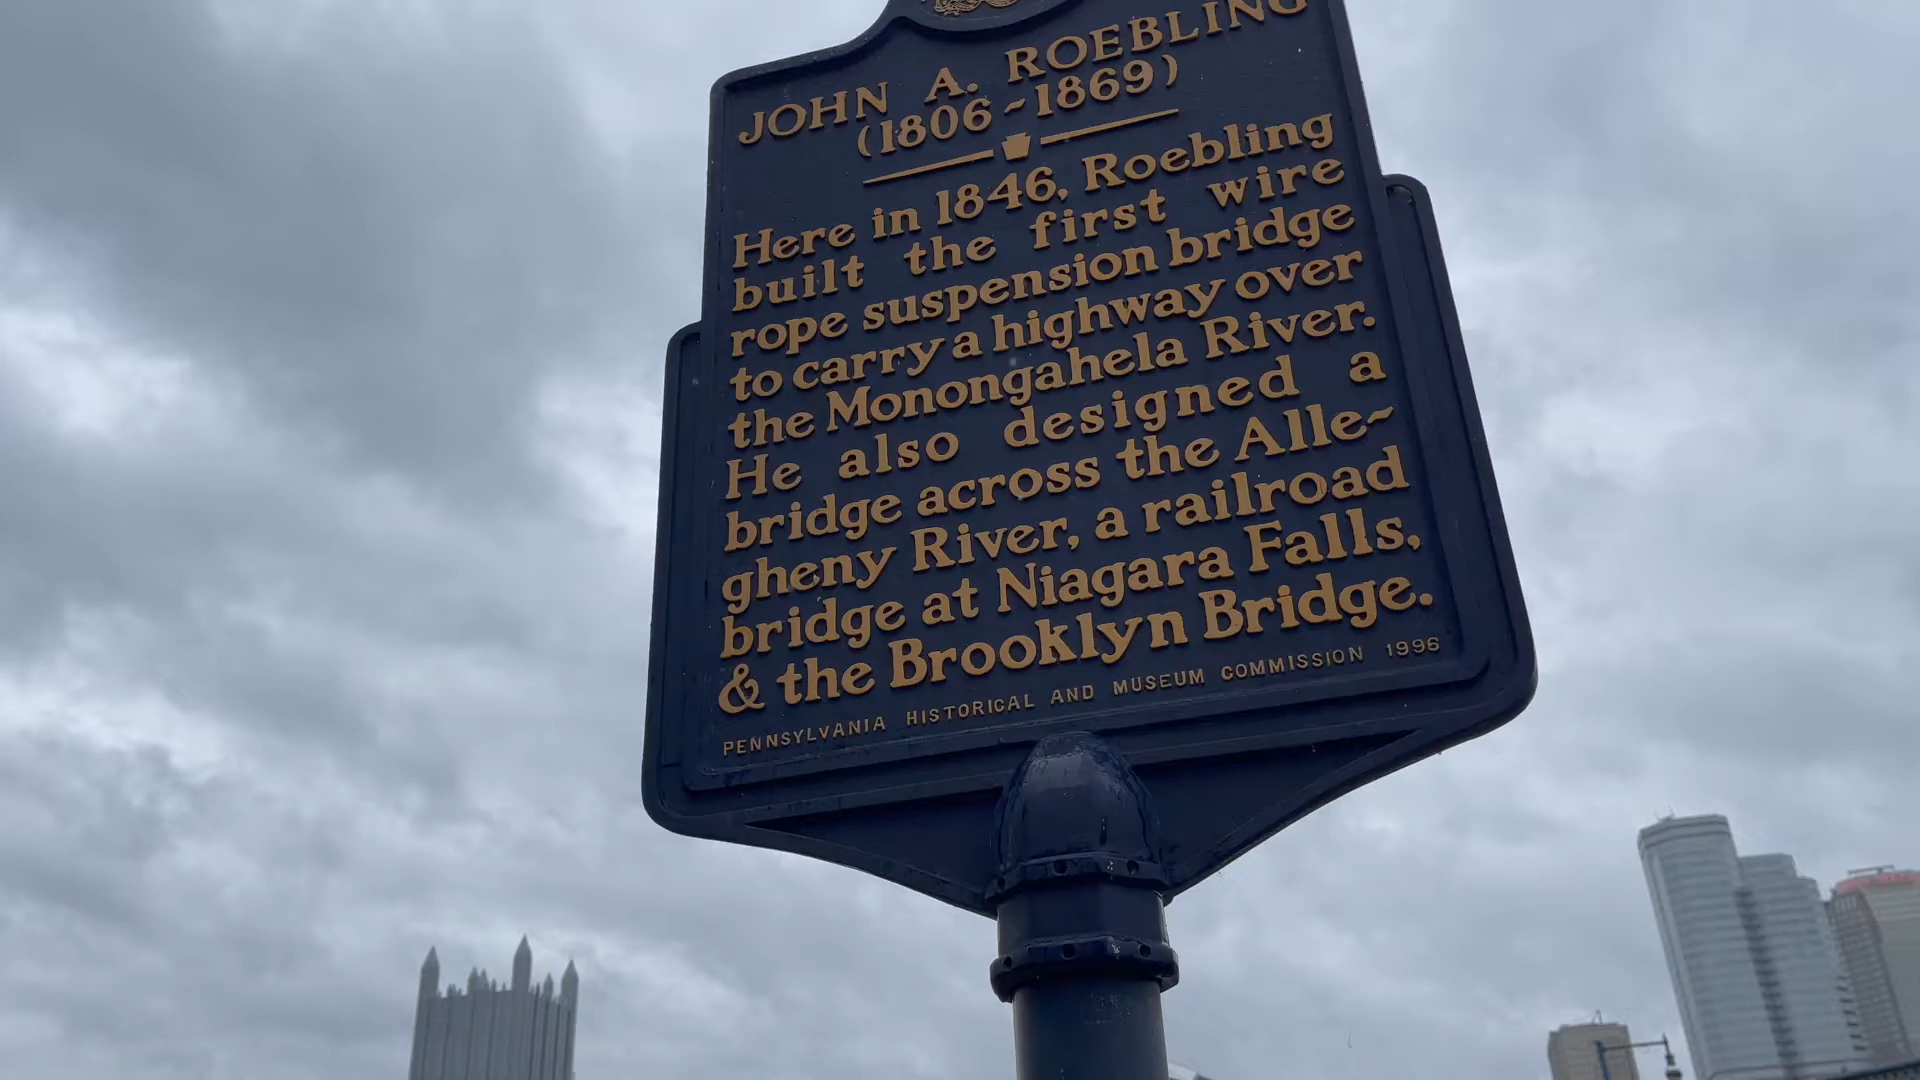 JOHN A. ROEBLING
(1806~1869)
Here in 1846, Roebling
built the first wire
rope suspension bridge
to carry a highway over
the Monongahela River.
He also designed a
bridge across the Alle~
gheny River, a railroad
bridge at Niagara Falls,
& the Brooklyn Bridge.
PENNSYLVANIA HISTORICAL AND MUSEUM COMMISSION 1996